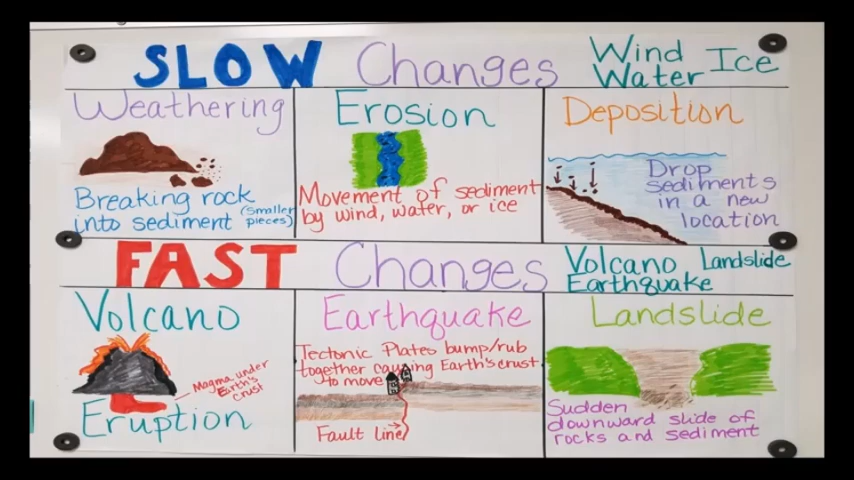 SLOW Changes Wind Water Ice
Weathering
Breaking rock
into sediment (smaller pieces)
Erosion
Movement of sediment
by wind, water, or ice
Deposition
Drop
sediments
in a new
location
FAST Changes Volcano Landslide Earthquake
Volcano
Magma under
Earth's
crust
Eruption
Earthquake
Tectonic Plates bump/rub
together causing Earth's crust
to move
Fault line
Landslide
Sudden
downward slide of
rocks and sediment